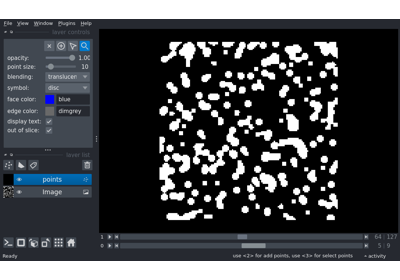 File View Window Plugins Help
layer controls
opacity: 1.00
point size: 10
blending: translucen
symbol: disc
face color: blue
edge color: dimgrey
display text:
out of slice:
layer list
points
Image
1 64 127
0 5 9
Ready use <2> for add points, use <3> for select points activity